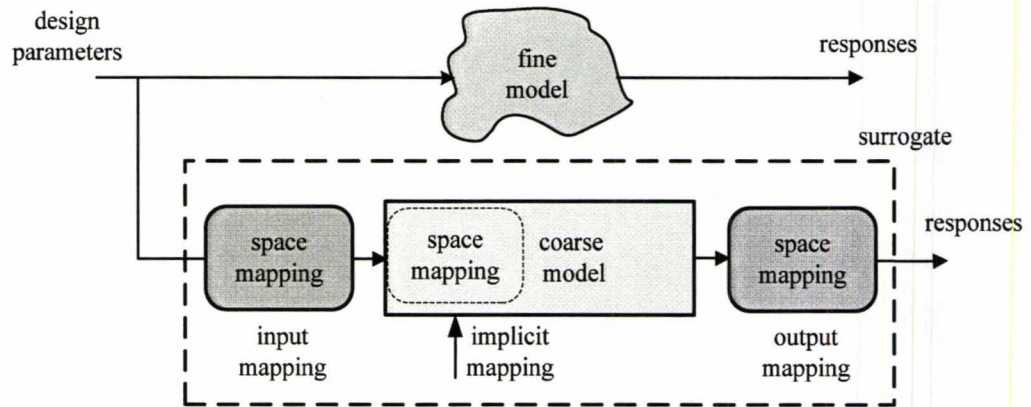 design
parameters
fine
model
responses
surrogate
space
mapping
space
mapping
coarse
model
space
mapping
responses
input
mapping
implicit
mapping
output
mapping